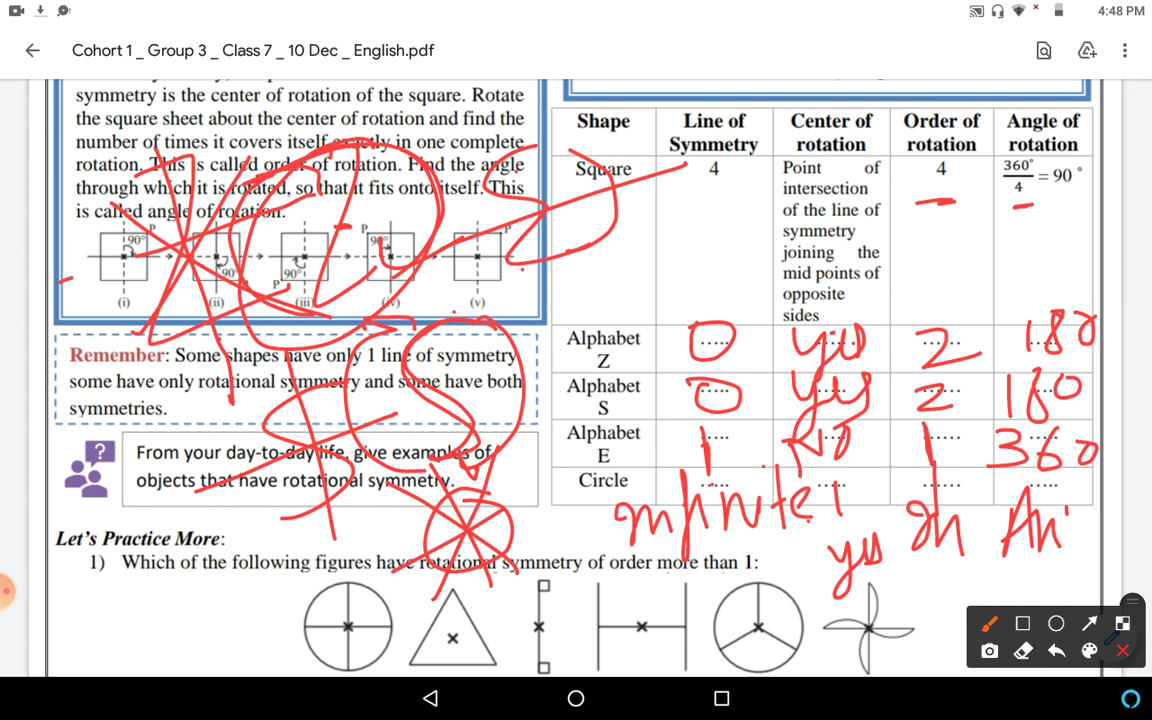 4:48 PM
Cohort 1 _ Group 3 _ Class 7 _ 10 Dec _ English.pdf
symmetry is the center of rotation of the square. Rotate
the square sheet about the center of rotation and find the
number of times it covers itself exactly in one complete
rotation. This is called order of rotation. Find the angle
through which it is rotated, so that it fits onto itself. This
is called angle of rotation.
90° P
90°
90° P
P 90°
P
(i) (ii) (iii) (iv) (v)
Remember: Some shapes have only 1 line of symmetry
some have only rotational symmetry and some have both
symmetries.
?
From your day-to-day life, give examples of
objects that have rotational symmetry.
Shape Line of Symmetry Center of rotation Order of rotation Angle of rotation
Square 4 Point of intersection of the line of symmetry joining the mid points of opposite sides 4 360°/4 = 90 °
Alphabet Z ..... 0 yes 2 180
Alphabet S ..... 0 yes 2 180
Alphabet E ..... 1 No 1 360
Circle ..... infinite yes
Let's Practice More:
1) Which of the following figures have rotational symmetry of order more than 1: